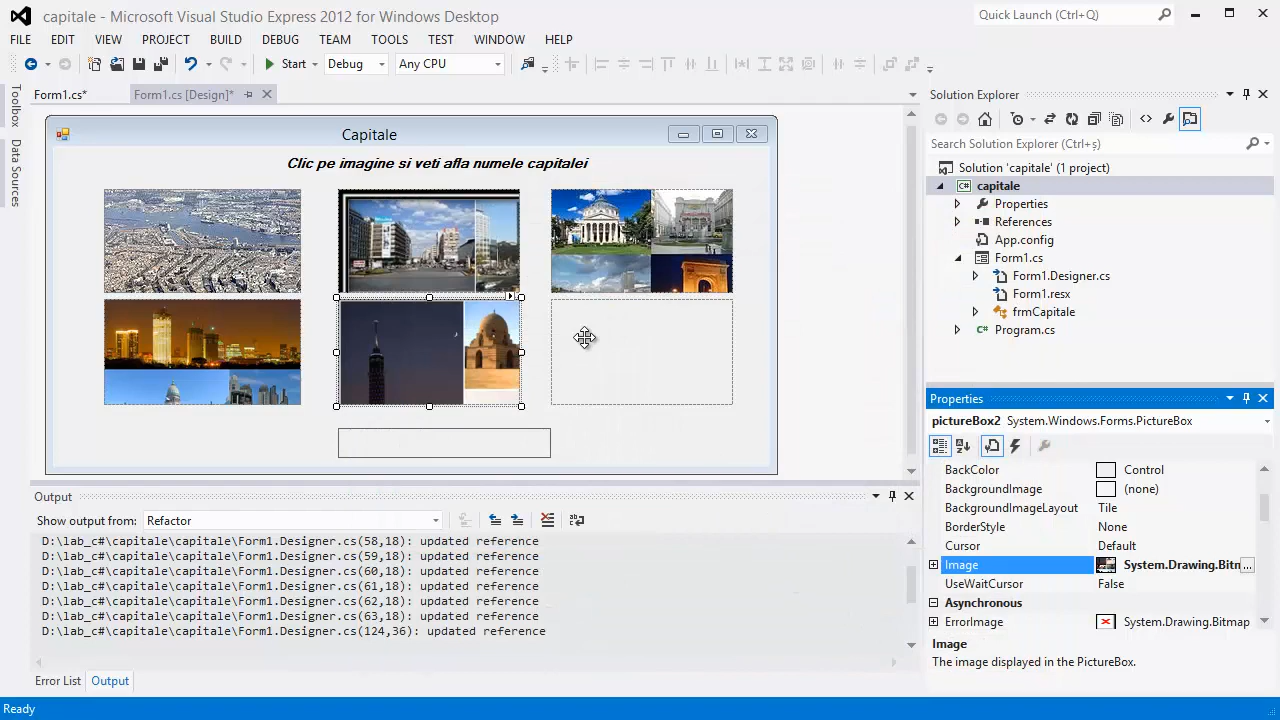 capitale - Microsoft Visual Studio Express 2012 for Windows Desktop
Quick Launch (Ctrl+Q)
FILE EDIT VIEW PROJECT BUILD DEBUG TEAM TOOLS TEST WINDOW HELP
Start Debug Any CPU
Toolbox
Data Sources
Form1.cs* Form1.cs [Design]*
Capitale
Clic pe imagine si veti afla numele capitalei
Output
Show output from: Refactor
D:\lab_c#\capitale\capitale\Form1.Designer.cs(58,18): updated reference
D:\lab_c#\capitale\capitale\Form1.Designer.cs(59,18): updated reference
D:\lab_c#\capitale\capitale\Form1.Designer.cs(60,18): updated reference
D:\lab_c#\capitale\capitale\Form1.Designer.cs(61,18): updated reference
D:\lab_c#\capitale\capitale\Form1.Designer.cs(62,18): updated reference
D:\lab_c#\capitale\capitale\Form1.Designer.cs(63,18): updated reference
D:\lab_c#\capitale\capitale\Form1.Designer.cs(124,36): updated reference
Error List Output
Solution Explorer
Search Solution Explorer (Ctrl+ş)
Solution 'capitale' (1 project)
capitale
Properties
References
App.config
Form1.cs
Form1.Designer.cs
Form1.resx
frmCapitale
Program.cs
Properties
pictureBox2 System.Windows.Forms.PictureBox
BackColor Control
BackgroundImage (none)
BackgroundImageLayout Tile
BorderStyle None
Cursor Default
Image System.Drawing.Bitn ...
UseWaitCursor False
Asynchronous
ErrorImage System.Drawing.Bitmap
Image
The image displayed in the PictureBox.
Ready